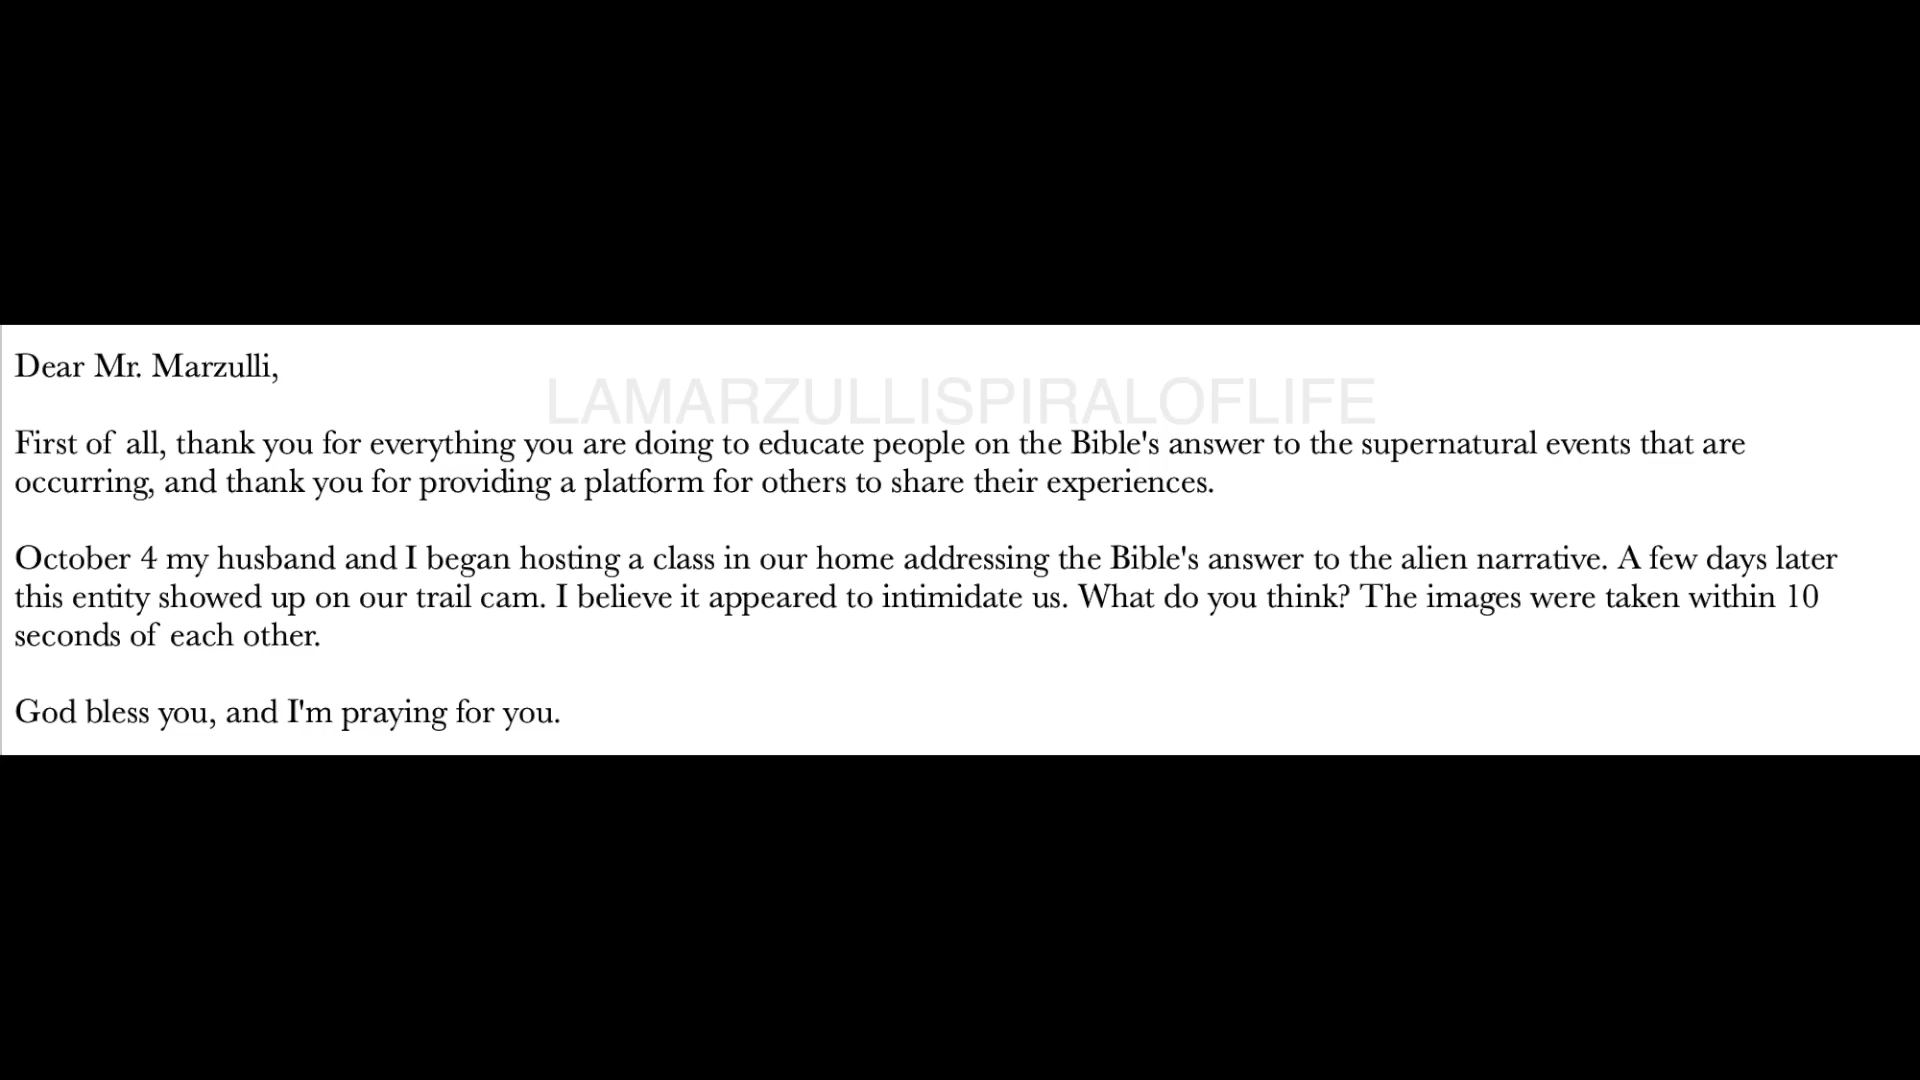 Dear Mr. Marzulli,
LAMARZULLISPIRALOFLIFE
First of all, thank you for everything you are doing to educate people on the Bible's answer to the supernatural events that are
occurring, and thank you for providing a platform for others to share their experiences.
October 4 my husband and I began hosting a class in our home addressing the Bible's answer to the alien narrative. A few days later
this entity showed up on our trail cam. I believe it appeared to intimidate us. What do you think? The images were taken within 10
seconds of each other.
God bless you, and I'm praying for you.